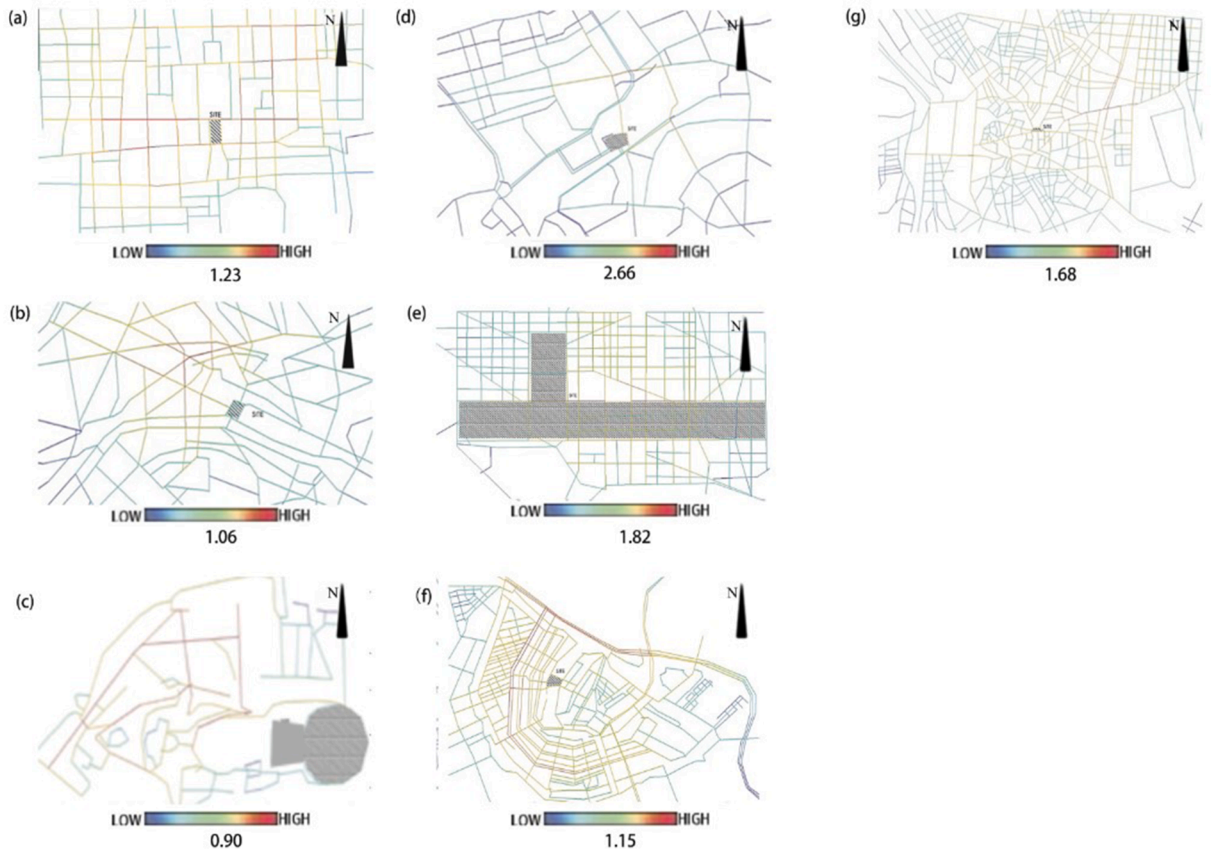 (a)
N
SITE
LOW HIGH
1.23
(b)
N
SITE
LOW HIGH
1.06
(c)
N
LOW HIGH
0.90
(d)
N
SITE
LOW HIGH
2.66
(e)
N
SITE
LOW HIGH
1.82
(f)
N
SITE
LOW HIGH
1.15
(g)
N
SITE
LOW HIGH
1.68